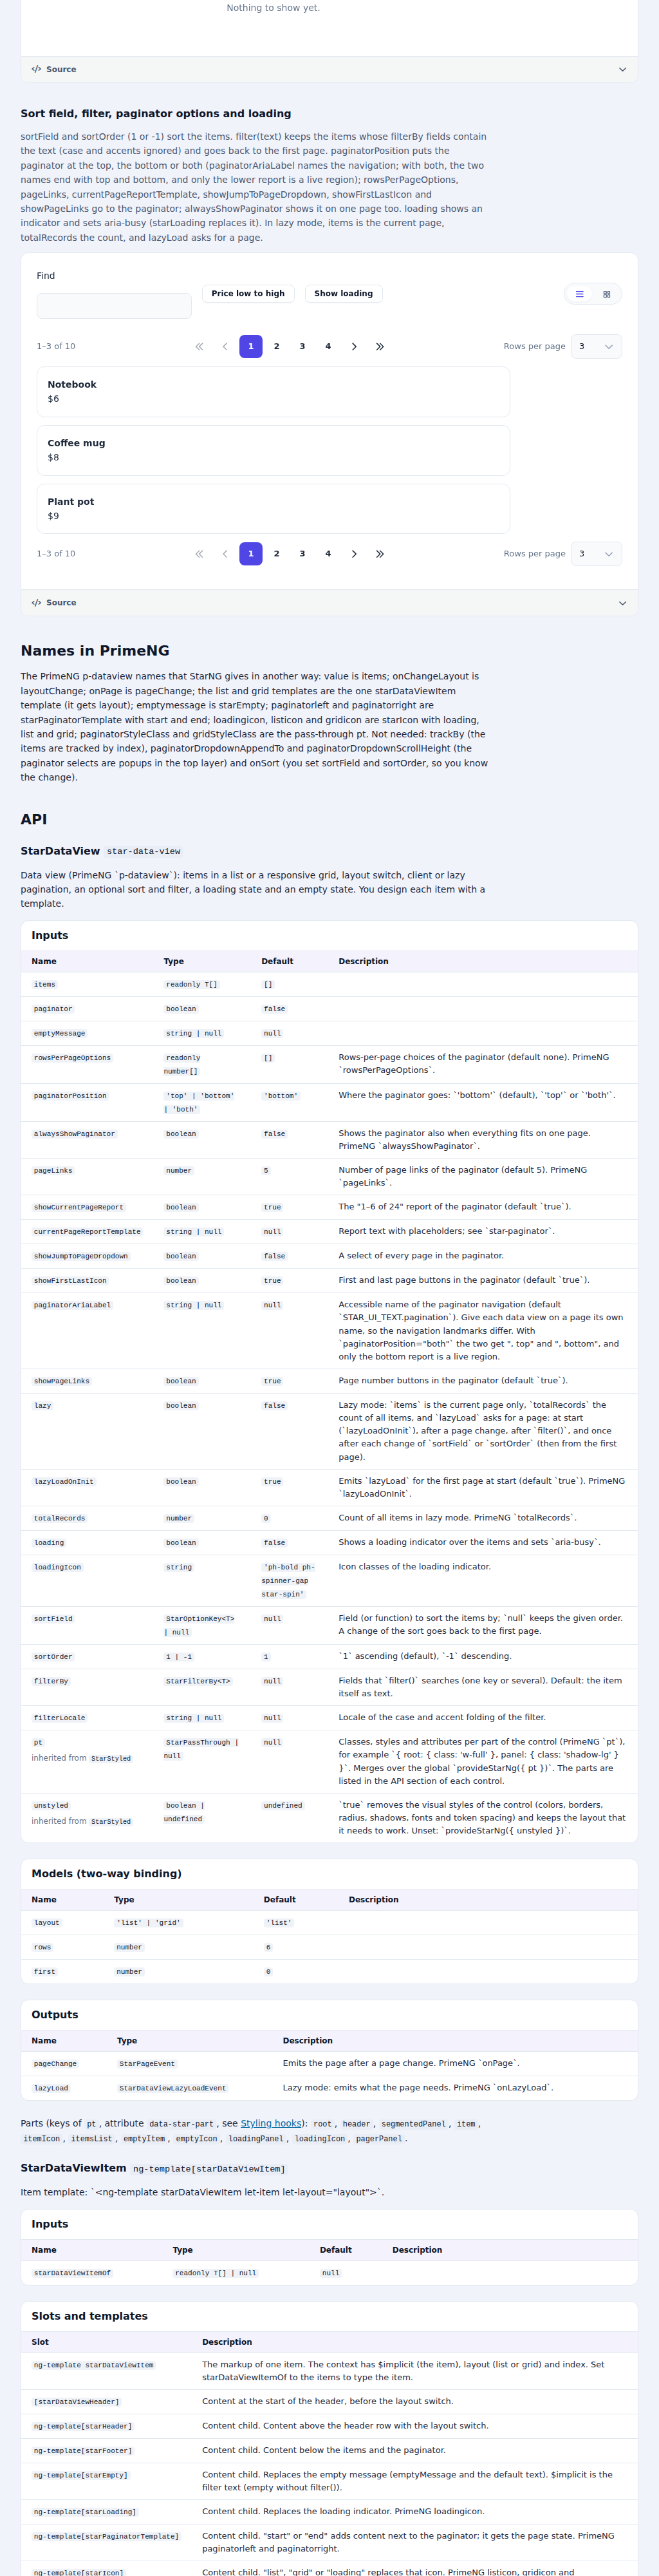 Nothing to show yet.
Source
Sort field, filter, paginator options and loading
sortField and sortOrder (1 or -1) sort the items. filter(text) keeps the items whose filterBy fields contain
the text (case and accents ignored) and goes back to the first page. paginatorPosition puts the
paginator at the top, the bottom or both (paginatorAriaLabel names the navigation; with both, the two
names end with top and bottom, and only the lower report is a live region); rowsPerPageOptions,
pageLinks, currentPageReportTemplate, showJumpToPageDropdown, showFirstLastIcon and
showPageLinks go to the paginator; alwaysShowPaginator shows it on one page too. loading shows an
indicator and sets aria-busy (starLoading replaces it). In lazy mode, items is the current page,
totalRecords the count, and lazyLoad asks for a page.
Find
Price low to high Show loading
1–3 of 10 1 2 3 4 Rows per page 3
Notebook
$6
Coffee mug
$8
Plant pot
$9
1–3 of 10 1 2 3 4 Rows per page 3
Source
Names in PrimeNG
The PrimeNG p-dataview names that StarNG gives in another way: value is items; onChangeLayout is
layoutChange; onPage is pageChange; the list and grid templates are the one starDataViewItem
template (it gets layout); emptymessage is starEmpty; paginatorleft and paginatorright are
starPaginatorTemplate with start and end; loadingicon, listicon and gridicon are starIcon with loading,
list and grid; paginatorStyleClass and gridStyleClass are the pass-through pt. Not needed: trackBy (the
items are tracked by index), paginatorDropdownAppendTo and paginatorDropdownScrollHeight (the
paginator selects are popups in the top layer) and onSort (you set sortField and sortOrder, so you know
the change).
API
StarDataView star-data-view
Data view (PrimeNG `p-dataview`): items in a list or a responsive grid, layout switch, client or lazy
pagination, an optional sort and filter, a loading state and an empty state. You design each item with a
template.
Inputs
Name Type Default Description
items readonly T[] []
paginator boolean false
emptyMessage string | null null
rowsPerPageOptions readonly number[] [] Rows-per-page choices of the paginator (default none). PrimeNG
`rowsPerPageOptions`.
paginatorPosition 'top' | 'bottom' | 'both' 'bottom' Where the paginator goes: `'bottom'` (default), `'top'` or `'both'`.
alwaysShowPaginator boolean false Shows the paginator also when everything fits on one page.
PrimeNG `alwaysShowPaginator`.
pageLinks number 5 Number of page links of the paginator (default 5). PrimeNG
`pageLinks`.
showCurrentPageReport boolean true The "1–6 of 24" report of the paginator (default `true`).
currentPageReportTemplate string | null null Report text with placeholders; see `star-paginator`.
showJumpToPageDropdown boolean false A select of every page in the paginator.
showFirstLastIcon boolean true First and last page buttons in the paginator (default `true`).
paginatorAriaLabel string | null null Accessible name of the paginator navigation (default
`STAR_UI_TEXT.pagination`). Give each data view on a page its own
name, so the navigation landmarks differ. With
`paginatorPosition="both"` the two get ", top" and ", bottom", and
only the bottom report is a live region.
showPageLinks boolean true Page number buttons in the paginator (default `true`).
lazy boolean false Lazy mode: `items` is the current page only, `totalRecords` the
count of all items, and `lazyLoad` asks for a page: at start
(`lazyLoadOnInit`), after a page change, after `filter()`, and once
after each change of `sortField` or `sortOrder` (then from the first
page).
lazyLoadOnInit boolean true Emits `lazyLoad` for the first page at start (default `true`). PrimeNG
`lazyLoadOnInit`.
totalRecords number 0 Count of all items in lazy mode. PrimeNG `totalRecords`.
loading boolean false Shows a loading indicator over the items and sets `aria-busy`.
loadingIcon string 'ph-bold ph-spinner-gap star-spin' Icon classes of the loading indicator.
sortField StarOptionKey<T> | null null Field (or function) to sort the items by; `null` keeps the given order.
A change of the sort goes back to the first page.
sortOrder 1 | -1 1 `1` ascending (default), `-1` descending.
filterBy StarFilterBy<T> null Fields that `filter()` searches (one key or several). Default: the item
itself as text.
filterLocale string | null null Locale of the case and accent folding of the filter.
pt StarPassThrough | null null Classes, styles and attributes per part of the control (PrimeNG `pt`),
inherited from StarStyled for example `{ root: { class: 'w-full' }, panel: { class: 'shadow-lg' }
}`. Merges over the global `provideStarNg({ pt })`. The parts are
listed in the API section of each control.
unstyled boolean | undefined undefined `true` removes the visual styles of the control (colors, borders,
inherited from StarStyled radius, shadows, fonts and token spacing) and keeps the layout that
it needs to work. Unset: `provideStarNg({ unstyled })`.
Models (two-way binding)
Name Type Default Description
layout 'list' | 'grid' 'list'
rows number 6
first number 0
Outputs
Name Type Description
pageChange StarPageEvent Emits the page after a page change. PrimeNG `onPage`.
lazyLoad StarDataViewLazyLoadEvent Lazy mode: emits what the page needs. PrimeNG `onLazyLoad`.
Parts (keys of pt, attribute data-star-part, see Styling hooks): root, header, segmentedPanel, item,
itemIcon, itemsList, emptyItem, emptyIcon, loadingPanel, loadingIcon, pagerPanel.
StarDataViewItem ng-template[starDataViewItem]
Item template: `<ng-template starDataViewItem let-item let-layout="layout">`.
Inputs
Name Type Default Description
starDataViewItemOf readonly T[] | null null
Slots and templates
Slot Description
ng-template starDataViewItem The markup of one item. The context has $implicit (the item), layout (list or grid) and index. Set
starDataViewItemOf to the items to type the item.
[starDataViewHeader] Content at the start of the header, before the layout switch.
ng-template[starHeader] Content child. Content above the header row with the layout switch.
ng-template[starFooter] Content child. Content below the items and the paginator.
ng-template[starEmpty] Content child. Replaces the empty message (emptyMessage and the default text). $implicit is the
filter text (empty without filter()).
ng-template[starLoading] Content child. Replaces the loading indicator. PrimeNG loadingicon.
ng-template[starPaginatorTemplate] Content child. "start" or "end" adds content next to the paginator; it gets the page state. PrimeNG
paginatorleft and paginatorright.
ng-template[starIcon] Content child. "list", "grid" or "loading" replaces that icon. PrimeNG listicon, gridicon and